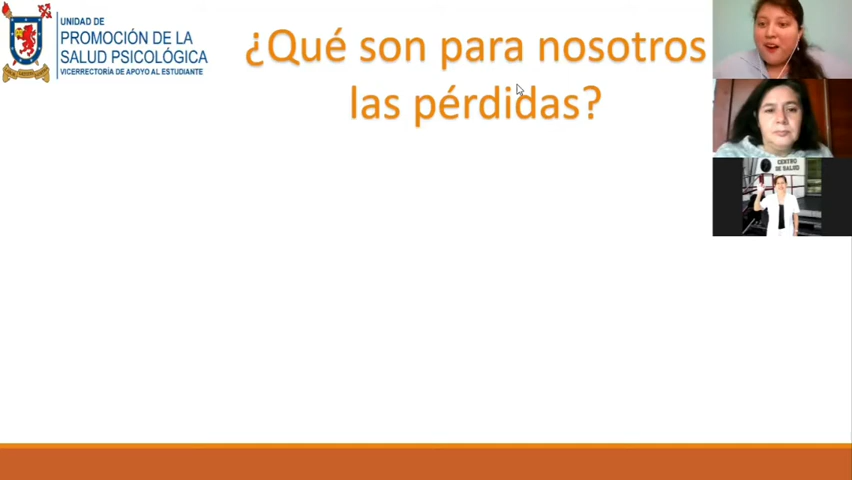 UNIDAD DE
PROMOCIÓN DE LA
SALUD PSICOLÓGICA
VICERRECTORÍA DE APOYO AL ESTUDIANTE
¿Qué son para nosotros
las pérdidas?
CENTRO
DE SALUD